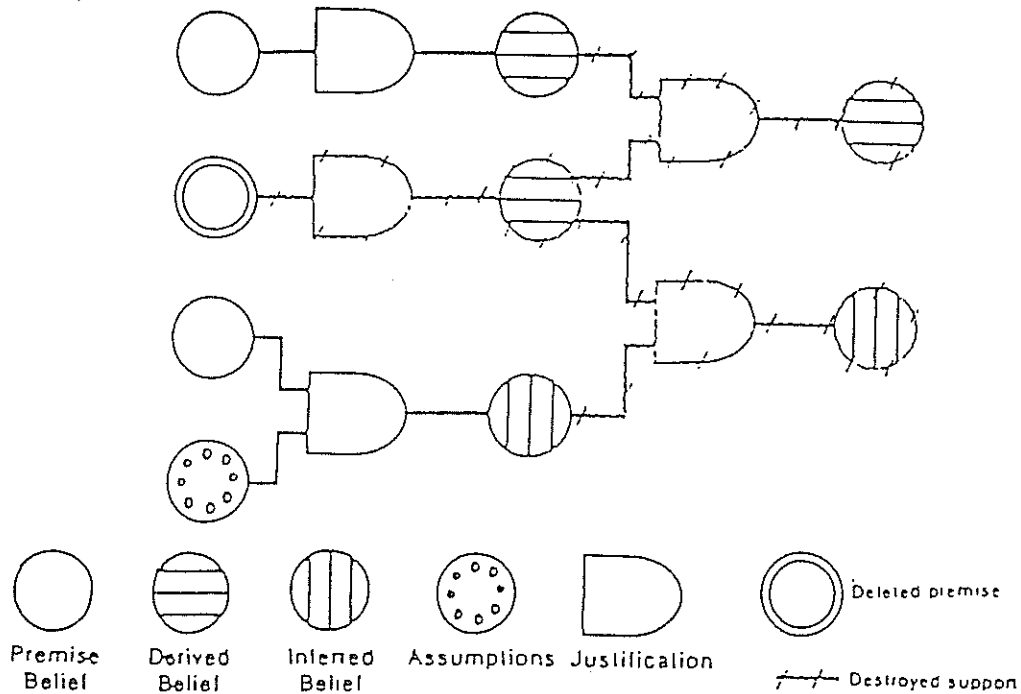 Premise
Belief
Derived
Belief
Inferred
Belief
Assumptions
Justification
Deleted premise
Destroyed support